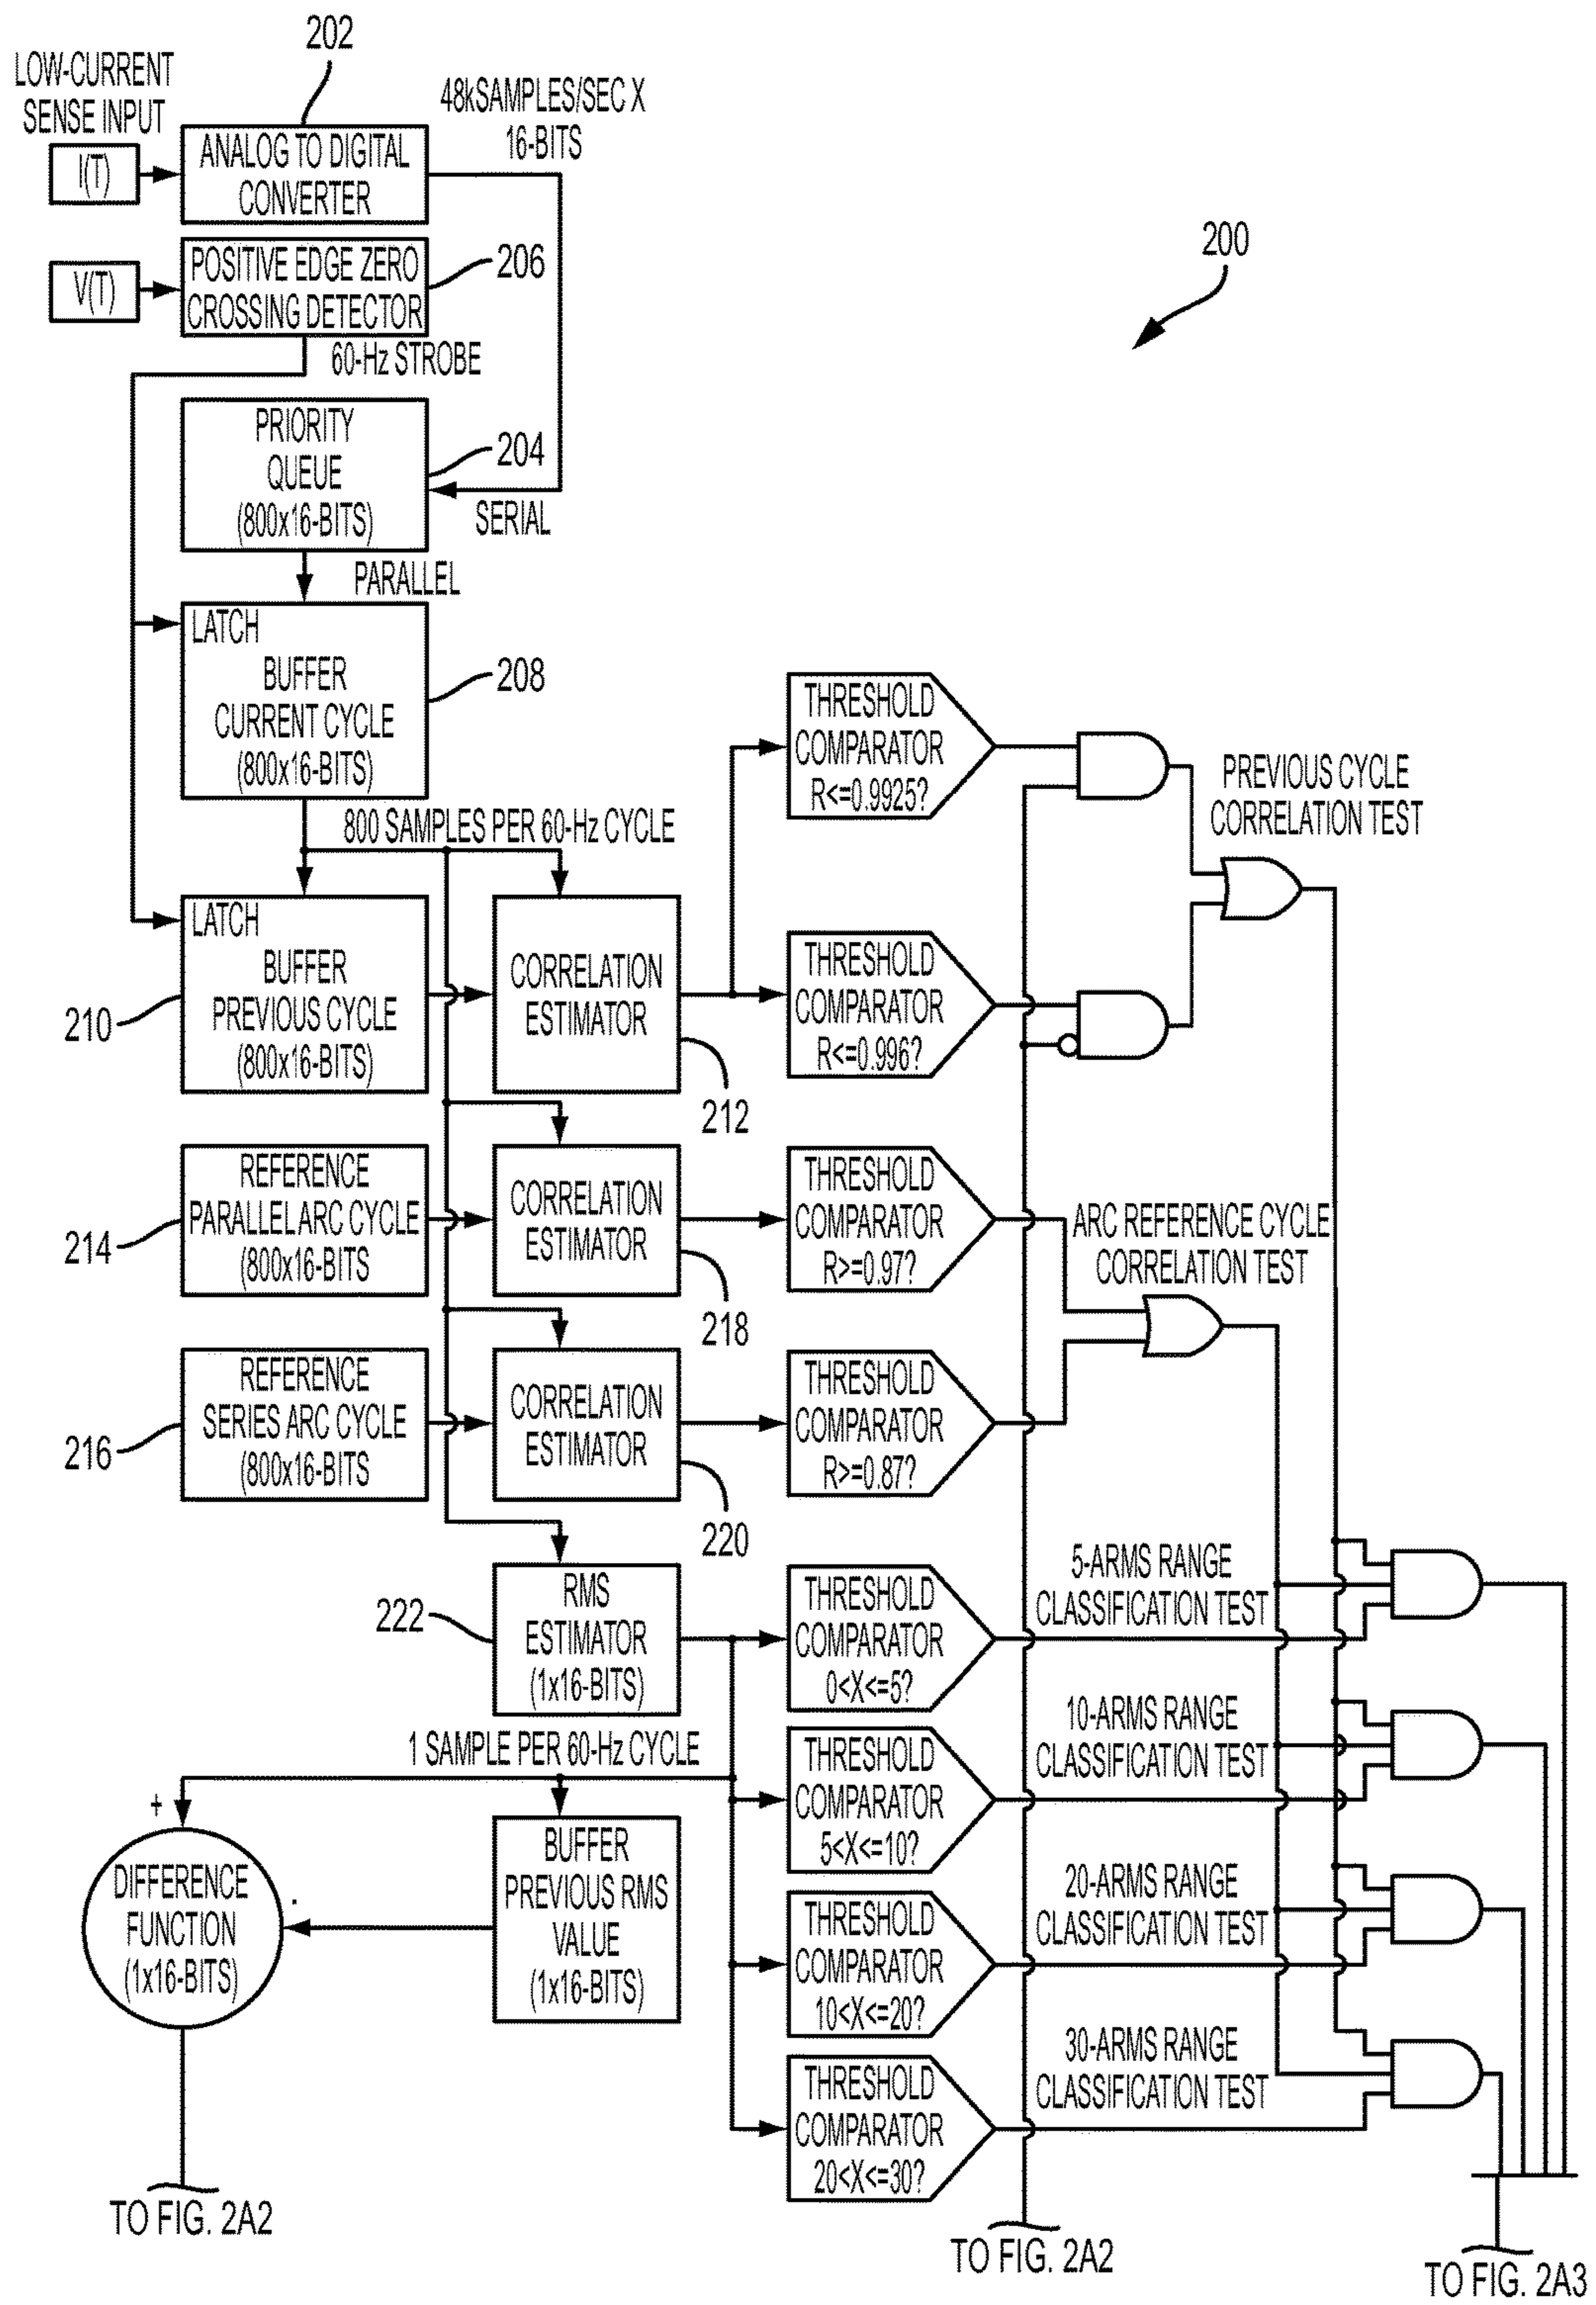 202
LOW-CURRENT
SENSE INPUT
48kSAMPLES/SEC X
16-BITS
I(T)
ANALOG TO DIGITAL
CONVERTER
V(T)
POSITIVE EDGE ZERO
CROSSING DETECTOR
206
200
60-Hz STROBE
PRIORITY
QUEUE
(800x16-BITS)
204
SERIAL
PARALLEL
LATCH
BUFFER
CURRENT CYCLE
(800x16-BITS)
208
THRESHOLD
COMPARATOR
R<=0.9925?
PREVIOUS CYCLE
CORRELATION TEST
800 SAMPLES PER 60-Hz CYCLE
LATCH
BUFFER
PREVIOUS CYCLE
(800x16-BITS)
210
CORRELATION
ESTIMATOR
212
THRESHOLD
COMPARATOR
R<=0.996?
REFERENCE
PARALLEL ARC CYCLE
(800x16-BITS
214
CORRELATION
ESTIMATOR
218
THRESHOLD
COMPARATOR
R>=0.97?
ARC REFERENCE CYCLE
CORRELATION TEST
REFERENCE
SERIES ARC CYCLE
(800x16-BITS
216
CORRELATION
ESTIMATOR
220
THRESHOLD
COMPARATOR
R>=0.87?
222
RMS
ESTIMATOR
(1x16-BITS)
THRESHOLD
COMPARATOR
0<X<=5?
5-ARMS RANGE
CLASSIFICATION TEST
1 SAMPLE PER 60-Hz CYCLE
THRESHOLD
COMPARATOR
5<X<=10?
10-ARMS RANGE
CLASSIFICATION TEST
+
DIFFERENCE
FUNCTION
(1x16-BITS)
.
BUFFER
PREVIOUS RMS
VALUE
(1x16-BITS)
THRESHOLD
COMPARATOR
10<X<=20?
20-ARMS RANGE
CLASSIFICATION TEST
THRESHOLD
COMPARATOR
20<X<=30?
30-ARMS RANGE
CLASSIFICATION TEST
TO FIG. 2A2
TO FIG. 2A2
TO FIG. 2A3